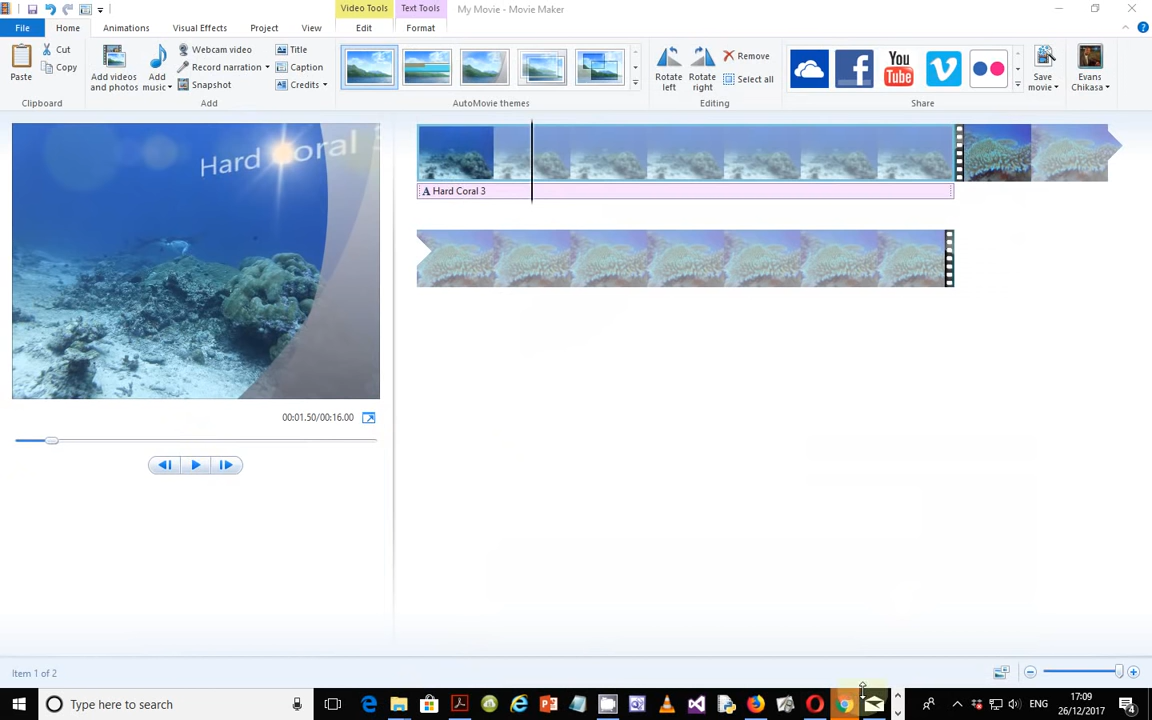 Video Tools Text Tools My Movie - Movie Maker
File Home Animations Visual Effects Project View Edit Format
Paste Cut Copy
Clipboard
Add videos and photos
Add music
Webcam video
Record narration
Snapshot
Title
Caption
Credits
Add
AutoMovie themes
Rotate left
Rotate right
Remove
Select all
Editing
You Tube
Share
Save movie
Evans Chikasa
Hard Coral
A Hard Coral 3
00:01.50/00:16.00
Item 1 of 2
Type here to search
ENG
17:09
26/12/2017
4